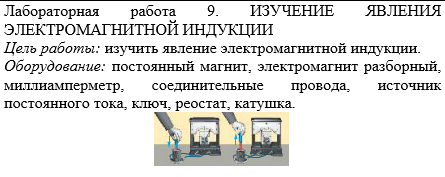 Лабораторная работа 9. ИЗУЧЕНИЕ ЯВЛЕНИЯ
ЭЛЕКТРОМАГНИТНОЙ ИНДУКЦИИ
Цель работы: изучить явление электромагнитной индукции.
Оборудование: постоянный магнит, электромагнит разборный,
миллиамперметр, соединительные провода, источник
постоянного тока, ключ, реостат, катушка.